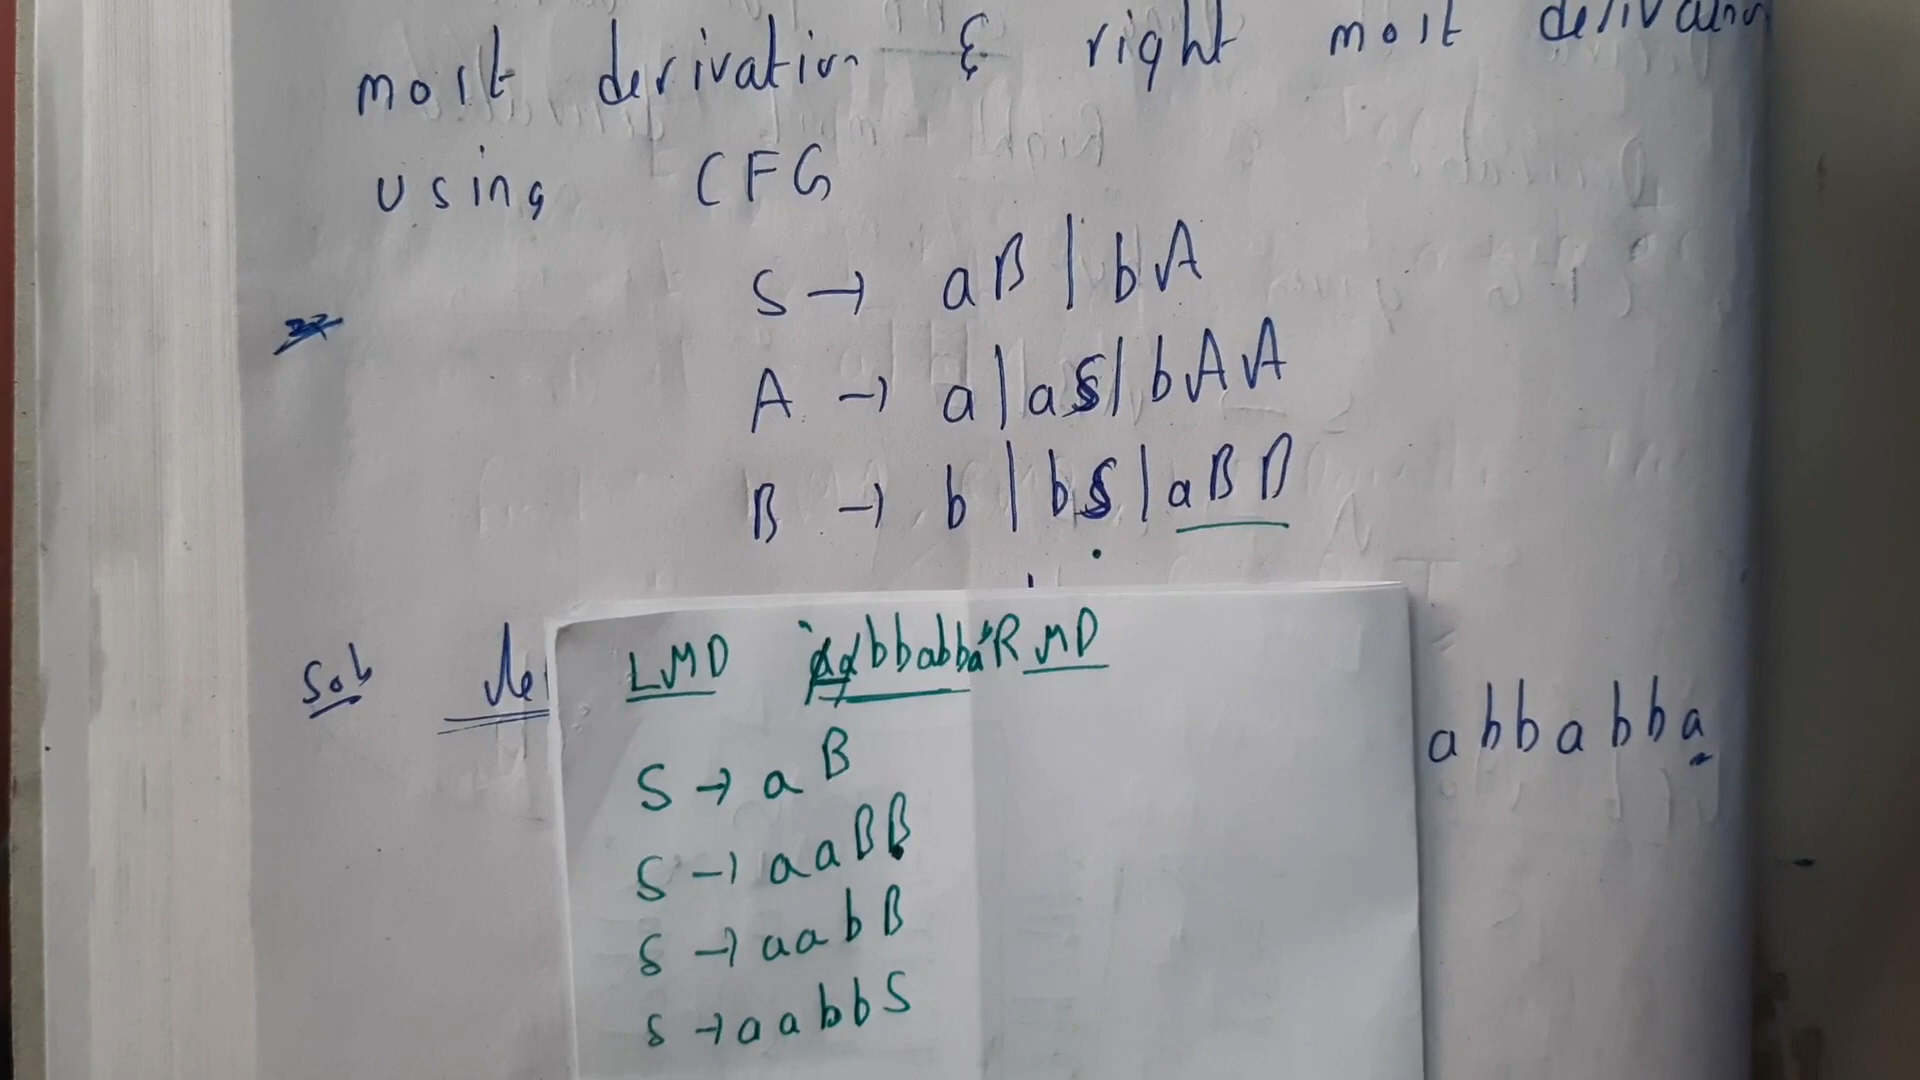 most derivation & right most derivation
using CFG
S → aB | bA
A → a | aS | bAA
B → b | bS | aBB
Sol
LMD aabbabba RMD
abbabba
S → aB
S → aaBB
S → aabB
S → aabbS